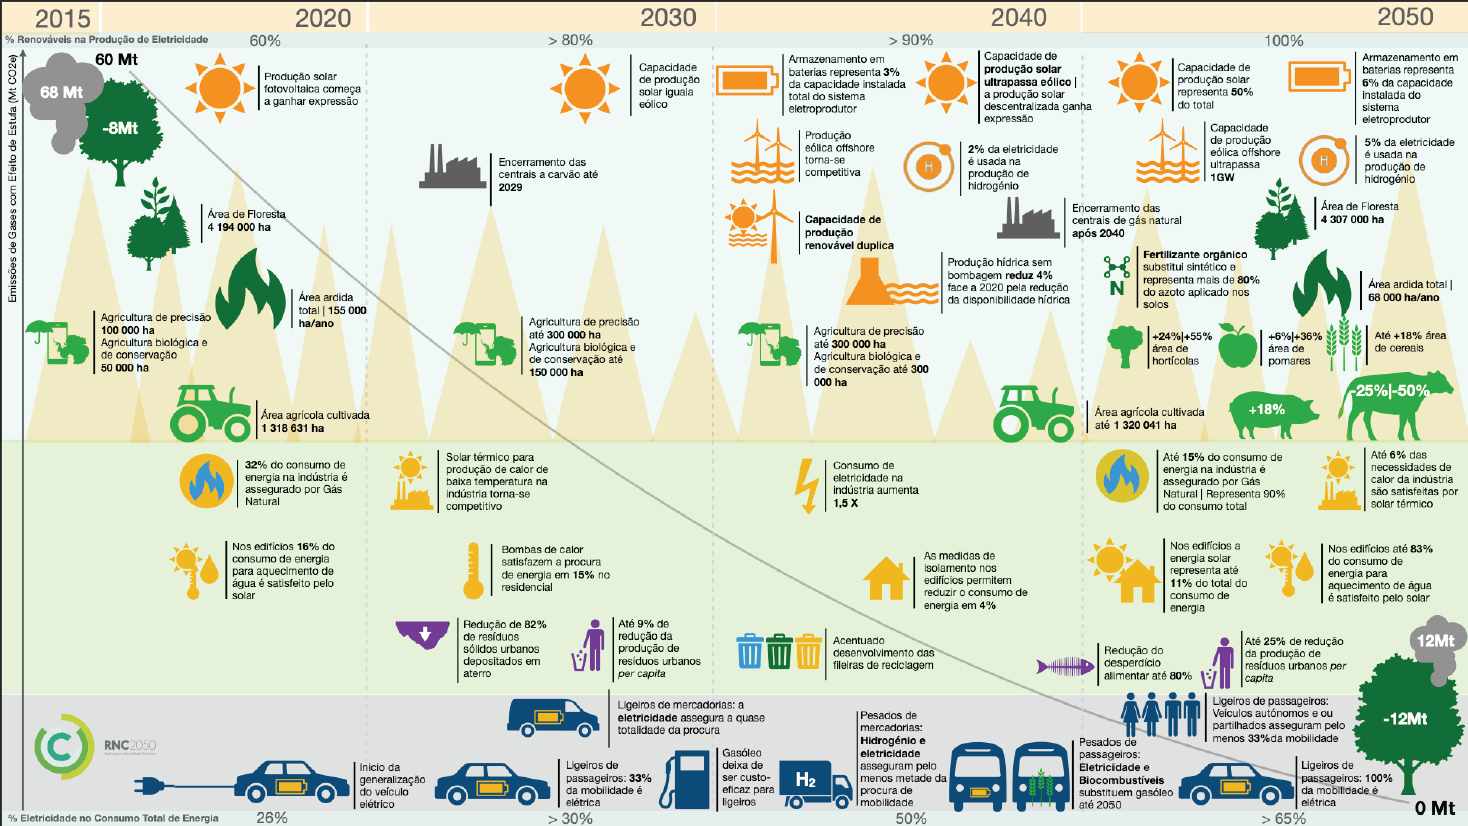 2015
2020
2030
2040
2050
% Renováveis na Produção de Eletricidade
60%
> 80%
> 90%
100%
Emissões de Gases com Efeito de Estufa (Mt CO2e)
68 Mt
60 Mt
-8Mt
Produção solar
fotovoltaica começa
a ganhar expressão
Capacidade
de produção
solar iguala
eólico
Armazenamento em
baterias representa 3%
da capacidade instalada
total do sistema
eletroprodutor
Capacidade de
produção solar
ultrapassa eólico |
a produção solar
descentralizada ganha
expressão
Capacidade de
produção solar
representa 50%
do total
Armazenamento em
baterias representa
6% da capacidade
instalada do
sistema
eletroprodutor
Encerramento das
centrais a carvão até
2029
Produção
eólica offshore
torna-se
competitiva
2% da eletricidade
é usada na
produção de
hidrogénio
Capacidade
de produção
eólica offshore
ultrapassa
1GW
H
H
5% da eletricidade
é usada na
produção de
hidrogénio
Área de Floresta
4 194 000 ha
Capacidade de
produção
renovável duplica
Encerramento das
centrais de gás natural
após 2040
Área de Floresta
4 307 000 ha
Produção hídrica sem
bombagem reduz 4%
face a 2020 pela redução
da disponibilidade hídrica
N
Fertilizante orgânico
substitui sintético e
representa mais de 80%
do azoto aplicado nos
solos
Área ardida
total | 155 000
ha/ano
Área ardida total |
68 000 ha/ano
Agricultura de precisão
100 000 ha
Agricultura biológica e
de conservação
50 000 ha
Agricultura de precisão
até 300 000 ha
Agricultura biológica e
de conservação até
150 000 ha
Agricultura de precisão
até 300 000 ha
Agricultura biológica e
de conservação até 300
000 ha
+24%|+55%
área de
hortícolas
+6%|+36%
área de
pomares
Até +18% área
de cereais
Área agrícola cultivada
1 318 631 ha
Área agrícola cultivada
até 1 320 041 ha
+18%
-25%|-50%
32% do consumo de
energia na indústria é
assegurado por Gás
Natural
Solar térmico para
produção de calor de
baixa temperatura na
indústria torna-se
competitivo
Consumo de
eletricidade na
indústria aumenta
1,5 X
Até 15% do consumo de
energia na indústria é
assegurado por Gás
Natural | Representa 90%
do consumo total
Até 6% das
necessidades de
calor da indústria
são satisfeitas por
solar térmico
Nos edifícios 16% do
consumo de energia
para aquecimento de
água é satisfeito pelo
solar
Bombas de calor
satisfazem a procura
de energia em 15% no
residencial
As medidas de
isolamento nos
edifícios permitem
reduzir o consumo de
energia em 4%
Nos edifícios a
energia solar
representa até
11% do total do
consumo de
energia
Nos edifícios até 83%
do consumo de
energia para
aquecimento de água
é satisfeito pelo solar
Redução de 82%
de resíduos
sólidos urbanos
depositados em
aterro
Até 9% de
redução da
produção de
resíduos urbanos
per capita
Acentuado
desenvolvimento das
fileiras de reciclagem
Redução do
desperdício
alimentar até 80%
Até 25% de redução
da produção de
resíduos urbanos per
capita
12Mt
-12Mt
0 Mt
C
RNC2050
Ligeiros de mercadorias: a
eletricidade assegura a quase
totalidade da procura
Pesados de
mercadorias:
Hidrogénio e
eletricidade
asseguram pelo
menos metade da
procura de
mobilidade
Ligeiros de passageiros:
Veículos autónomos e ou
partilhados asseguram pelo
menos 33%da mobilidade
Início da
generalização
do veículo
elétrico
Ligeiros de
passageiros: 33%
da mobilidade é
elétrica
Gasóleo
deixa de
ser custo-
eficaz para
ligeiros
H2
Pesados de
passageiros:
Eletricidade e
Biocombustíveis
substituem gasóleo
até 2050
Ligeiros de
passageiros: 100%
da mobilidade é
elétrica
% Eletricidade no Consumo Total de Energia
26%
> 30%
50%
> 65%